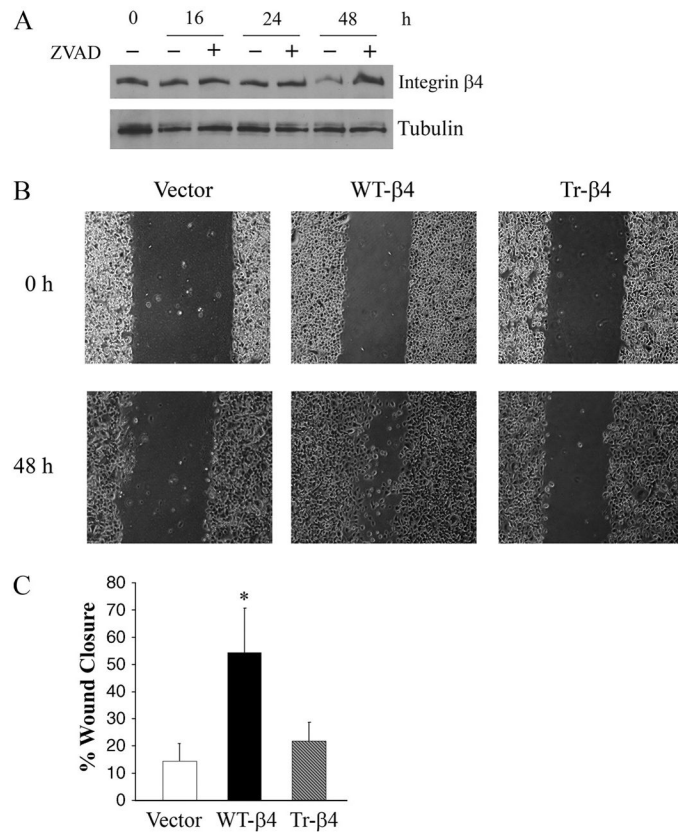 A
0 16 24 48 h
ZVAD − − + − + − +
Integrin β4
Tubulin
B
Vector WT-β4 Tr-β4
0 h
48 h
C
% Wound Closure
80
70
60
50
40
30
20
10
0
*
Vector WT-β4 Tr-β4